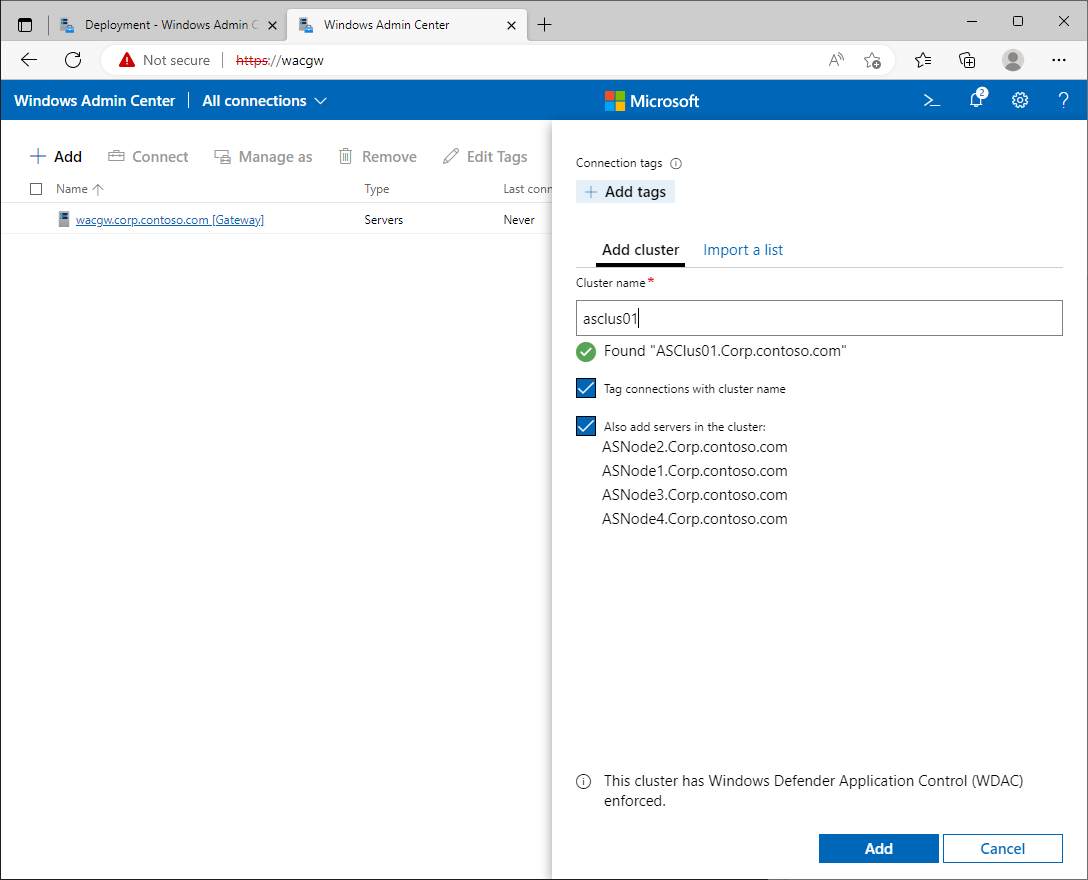 Deployment - Windows Admin C
Windows Admin Center
Not secure
https://wacgw
Windows Admin Center
All connections
Microsoft
2
?
Add
Connect
Manage as
Remove
Edit Tags
Name
Type
Last conn
wacgw.corp.contoso.com [Gateway]
Servers
Never
Connection tags
Add tags
Add cluster
Import a list
Cluster name*
asclus01
Found "ASClus01.Corp.contoso.com"
Tag connections with cluster name
Also add servers in the cluster:
ASNode2.Corp.contoso.com
ASNode1.Corp.contoso.com
ASNode3.Corp.contoso.com
ASNode4.Corp.contoso.com
This cluster has Windows Defender Application Control (WDAC)
enforced.
Add
Cancel